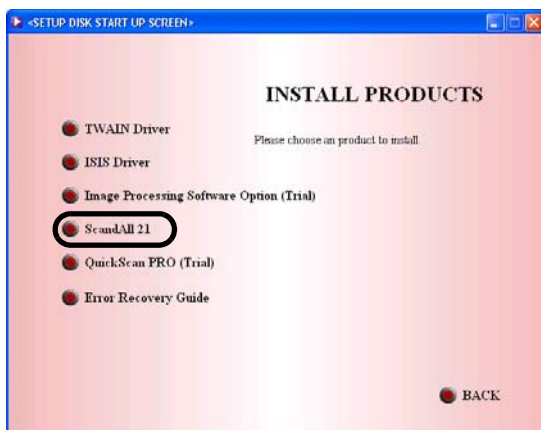 <SETUP DISK START UP SCREEN>
INSTALL PRODUCTS
Please choose an product to install.
TWAIN Driver
ISIS Driver
Image Processing Software Option (Trial)
ScandAll 21
QuickScan PRO (Trial)
Error Recovery Guide
BACK